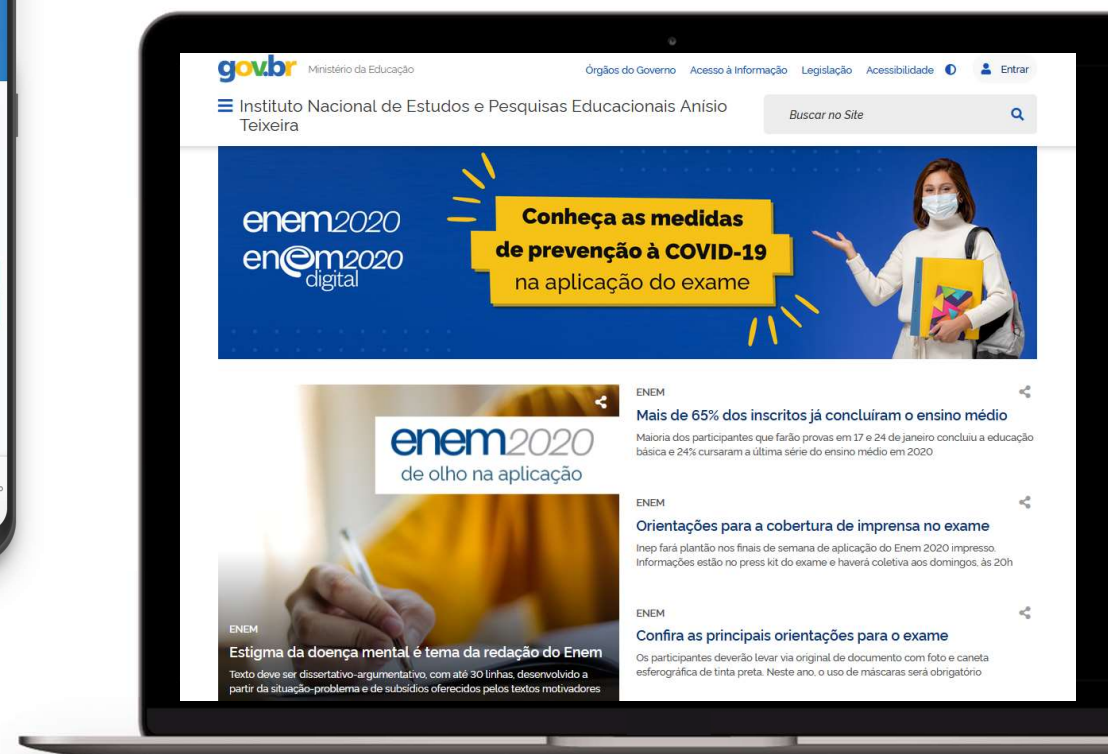 gov.br
Ministério da Educação
Órgãos do Governo
Acesso à Informação
Legislação
Acessibilidade
Entrar
Instituto Nacional de Estudos e Pesquisas Educacionais Anísio
Teixeira
Buscar no Site
enem2020
enem2020
digital
Conheça as medidas
de prevenção à COVID-19
na aplicação do exame
enem2020
de olho na aplicação
ENEM
Estigma da doença mental é tema da redação do Enem
Texto deve ser dissertativo-argumentativo, com até 30 linhas, desenvolvido a
partir da situação-problema e de subsídios oferecidos pelos textos motivadores
ENEM
Mais de 65% dos inscritos já concluíram o ensino médio
Maioria dos participantes que farão provas em 17 e 24 de janeiro concluiu a educação
básica e 24% cursaram a última série do ensino médio em 2020
ENEM
Orientações para a cobertura de imprensa no exame
Inep fará plantão nos finais de semana de aplicação do Enem 2020 impresso.
Informações estão no press kit do exame e haverá coletiva aos domingos, às 20h
ENEM
Confira as principais orientações para o exame
Os participantes deverão levar via original de documento com foto e caneta
esferográfica de tinta preta. Neste ano, o uso de máscaras será obrigatório